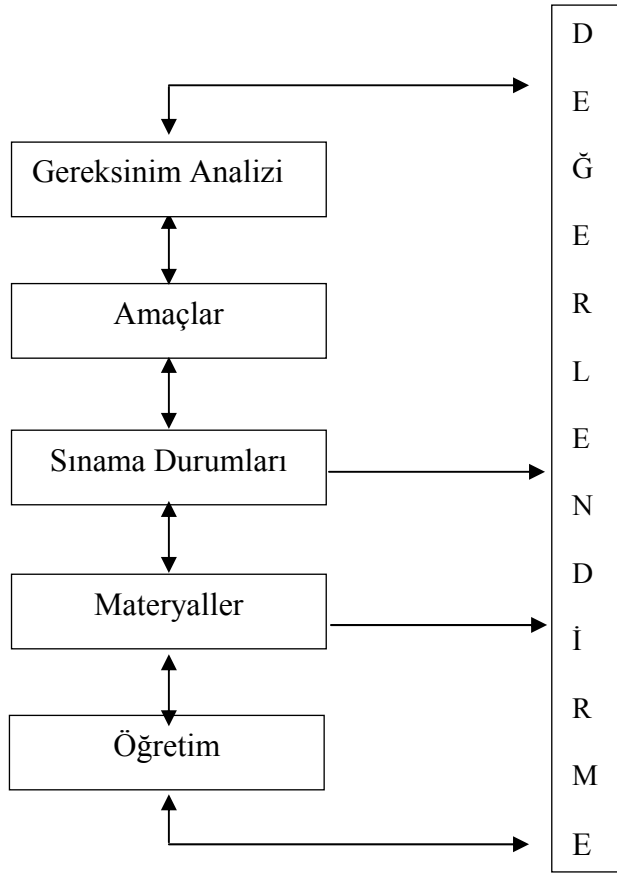 Gereksinim Analizi
Amaçlar
Sınama Durumları
Materyaller
Öğretim
D
E
Ğ
E
R
L
E
N
D
İ
R
M
E